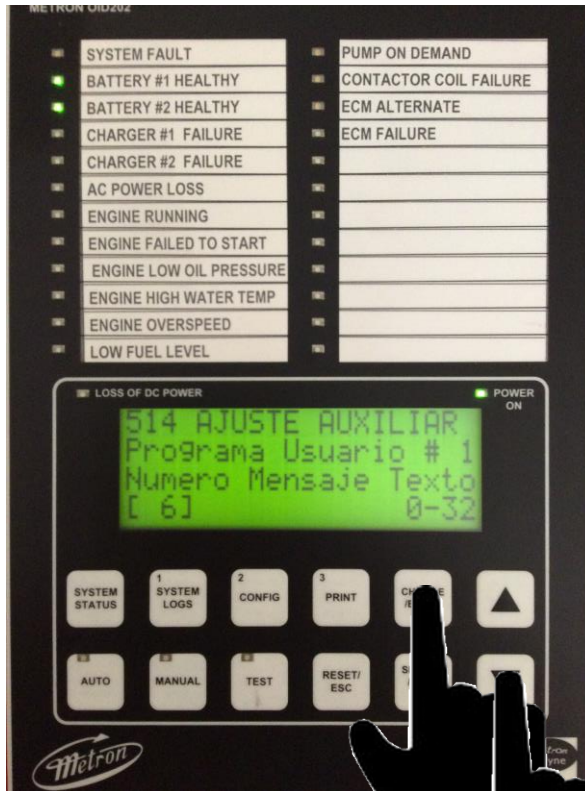 METRON OID202
SYSTEM FAULT
BATTERY #1 HEALTHY
BATTERY #2 HEALTHY
CHARGER #1 FAILURE
CHARGER #2 FAILURE
AC POWER LOSS
ENGINE RUNNING
ENGINE FAILED TO START
ENGINE LOW OIL PRESSURE
ENGINE HIGH WATER TEMP
ENGINE OVERSPEED
LOW FUEL LEVEL
PUMP ON DEMAND
CONTACTOR COIL FAILURE
ECM ALTERNATE
ECM FAILURE
LOSS OF DC POWER
POWER
ON
514 AJUSTE AUXILIAR
Programa Usuario # 1
Numero Mensaje Texto
[ 6] 0-32
SYSTEM
STATUS
1
SYSTEM
LOGS
2
CONFIG
3
PRINT
AUTO
MANUAL
TEST
RESET/
ESC
Metron